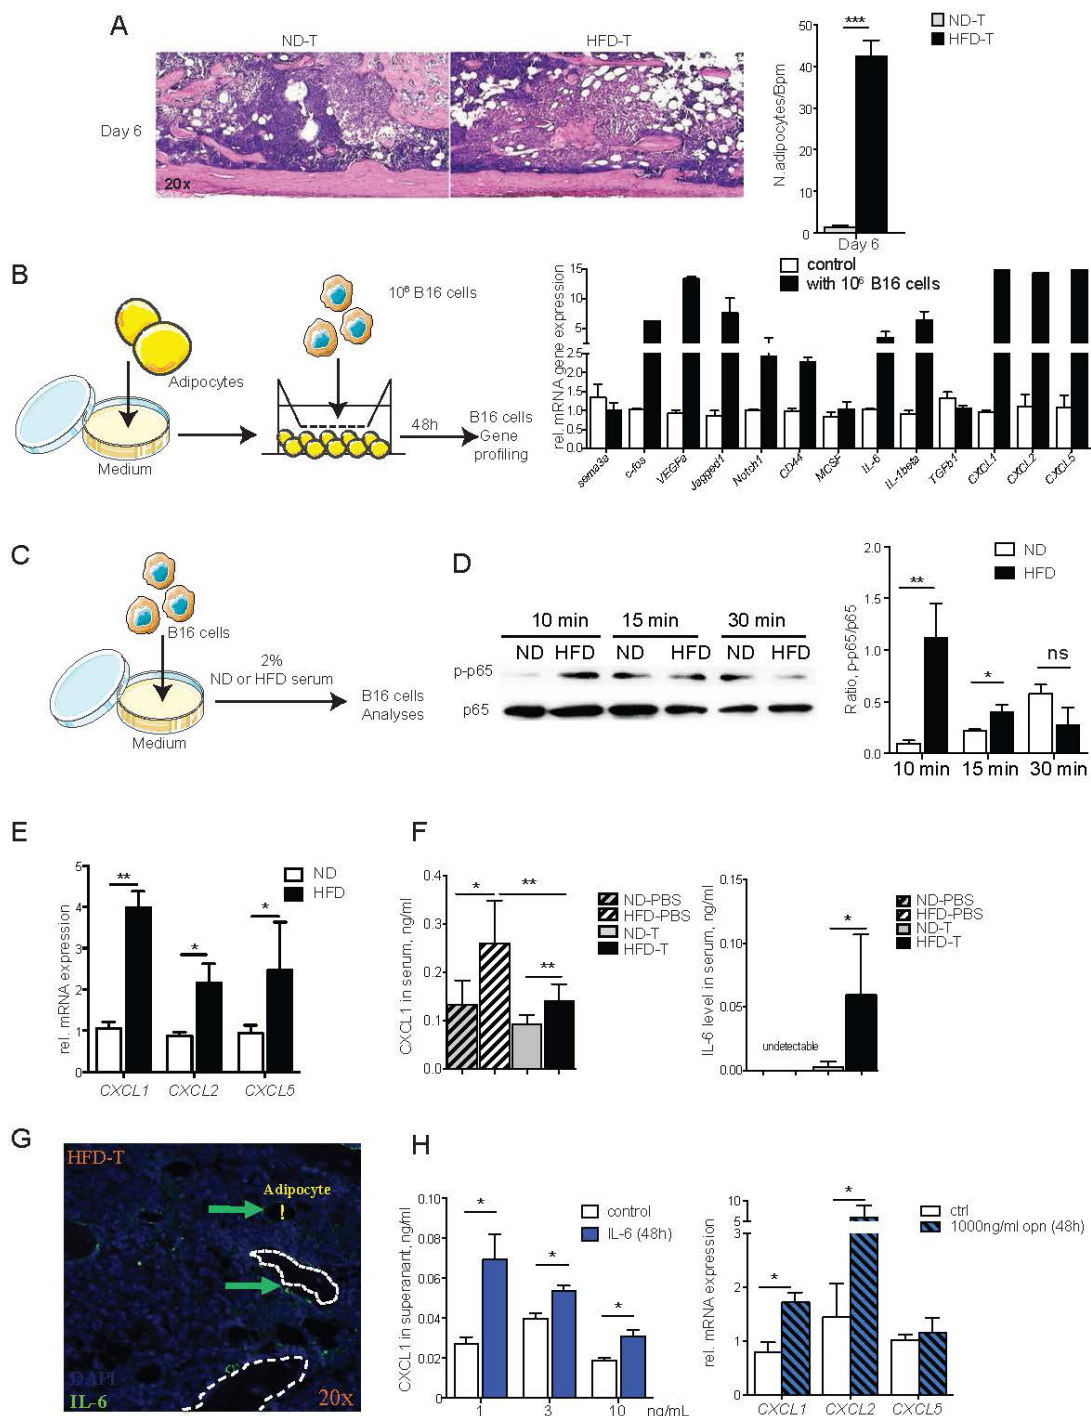 A
ND-T
HFD-T
Day 6
20x
***
ND-T
HFD-T
N.adipocytes/Bpm
50
40
30
20
10
0
Day 6
B
10⁶ B16 cells
Adipocytes
Medium
48h
B16 cells
Gene
profiling
control
with 10⁶ B16 cells
rel. mRNA gene expression
15
10
5
2.5
2.0
1.5
1.0
0.5
0.0
sema3a
c-fos
VEGFa
Jagged1
Notch1
CD44
MCSF
IL-6
IL-1beta
TGFb1
CXCL1
CXCL2
CXCL5
C
B16 cells
2%
ND or HFD serum
B16 cells
Analyses
Medium
D
10 min 15 min 30 min
ND HFD ND HFD ND HFD
p-p65
p65
ND
HFD
Ratio, p-p65/p65
2.0
1.5
1.0
0.5
0.0
**
*
ns
10 min 15 min 30 min
E
ND
HFD
rel. mRNA expression
5
4
3
2
1
0
**
*
*
CXCL1 CXCL2 CXCL5
F
CXCL1 in serum, ng/ml
0.4
0.3
0.2
0.1
0.0
*
**
**
ND-PBS
HFD-PBS
ND-T
HFD-T
IL-6 level in serum, ng/ml
0.15
0.10
0.05
0.00
undetectable
*
ND-PBS
HFD-PBS
ND-T
HFD-T
G
HFD-T
Adipocyte
DAPI
IL-6
20x
H
CXCL1 in superanant, ng/ml
0.10
0.08
0.06
0.04
0.02
0.00
*
*
*
control
IL-6 (48h)
1 3 10 ng/mL
rel. mRNA expression
10
5
3
2
1
0
*
*
ctrl
1000ng/ml opn (48h)
CXCL1 CXCL2 CXCL5